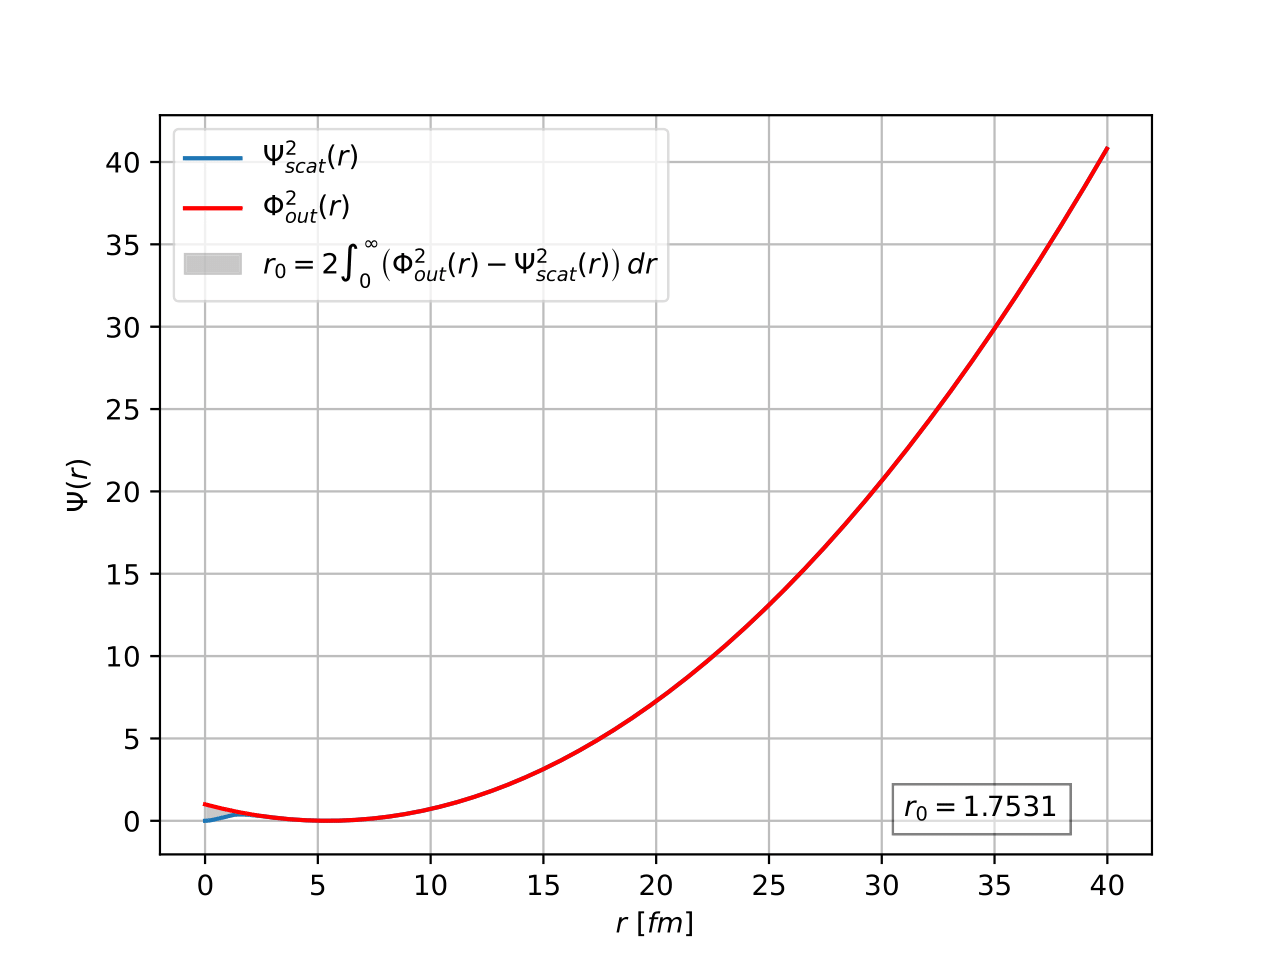 Ψ²scat(r)
Φ²out(r)
r₀ = 2∫₀^∞ (Φ²out(r) − Ψ²scat(r)) dr
40
35
30
25
20
15
10
5
0
Ψ(r)
r₀ = 1.7531
0 5 10 15 20 25 30 35 40
r [fm]